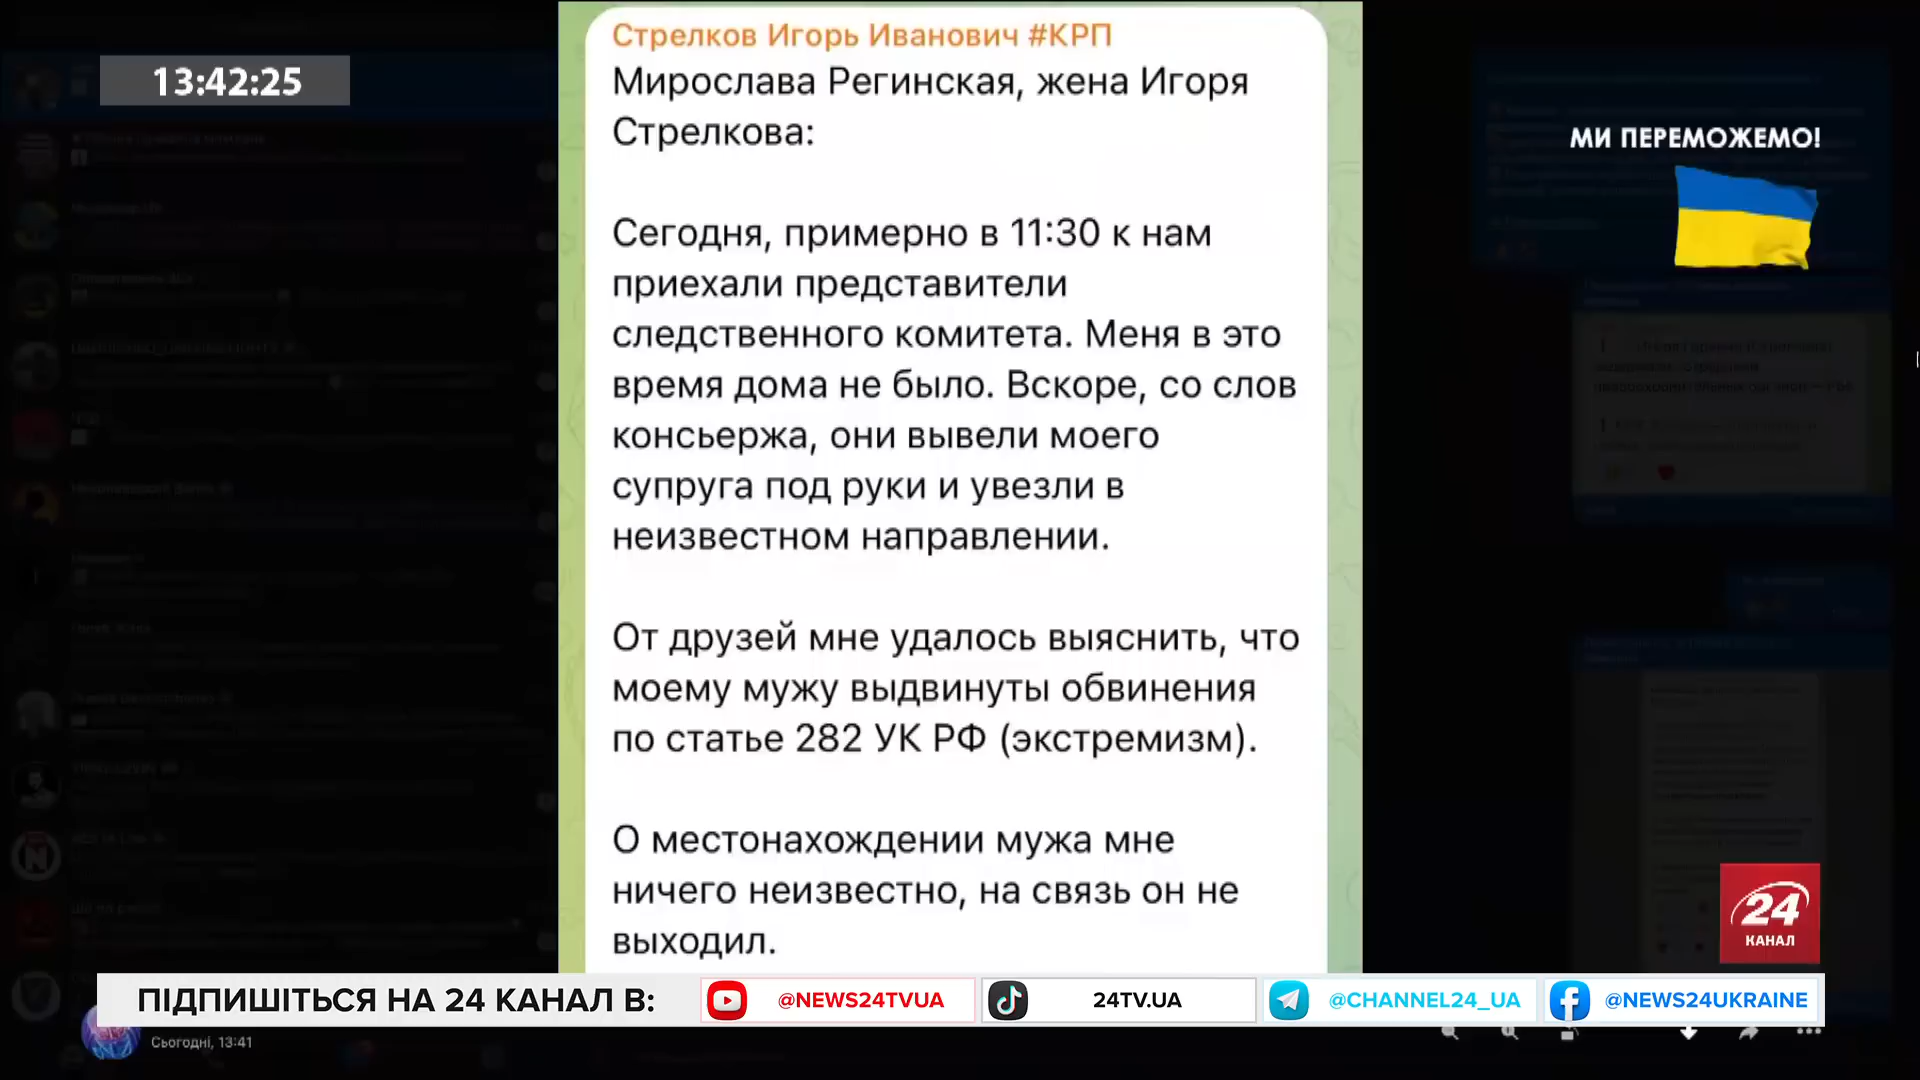 13:42:25
Стрелков Игорь Иванович #КРП
Мирослава Регинская, жена Игоря
Стрелкова:
Сегодня, примерно в 11:30 к нам
приехали представители
следственного комитета. Меня в это
время дома не было. Вскоре, со слов
консьержа, они вывели моего
супруга под руки и увезли в
неизвестном направлении.
От друзей мне удалось выяснить, что
моему мужу выдвинуты обвинения
по статье 282 УК РФ (экстремизм).
О местонахождении мужа мне
ничего неизвестно, на связь он не
выходил.
МИ ПЕРЕМОЖЕМО!
24
КАНАЛ
ПІДПИШІТЬСЯ НА 24 КАНАЛ В:
@NEWS24TVUA
24TV.UA
@CHANNEL24_UA
@NEWS24UKRAINE
Сьогодні, 13:41